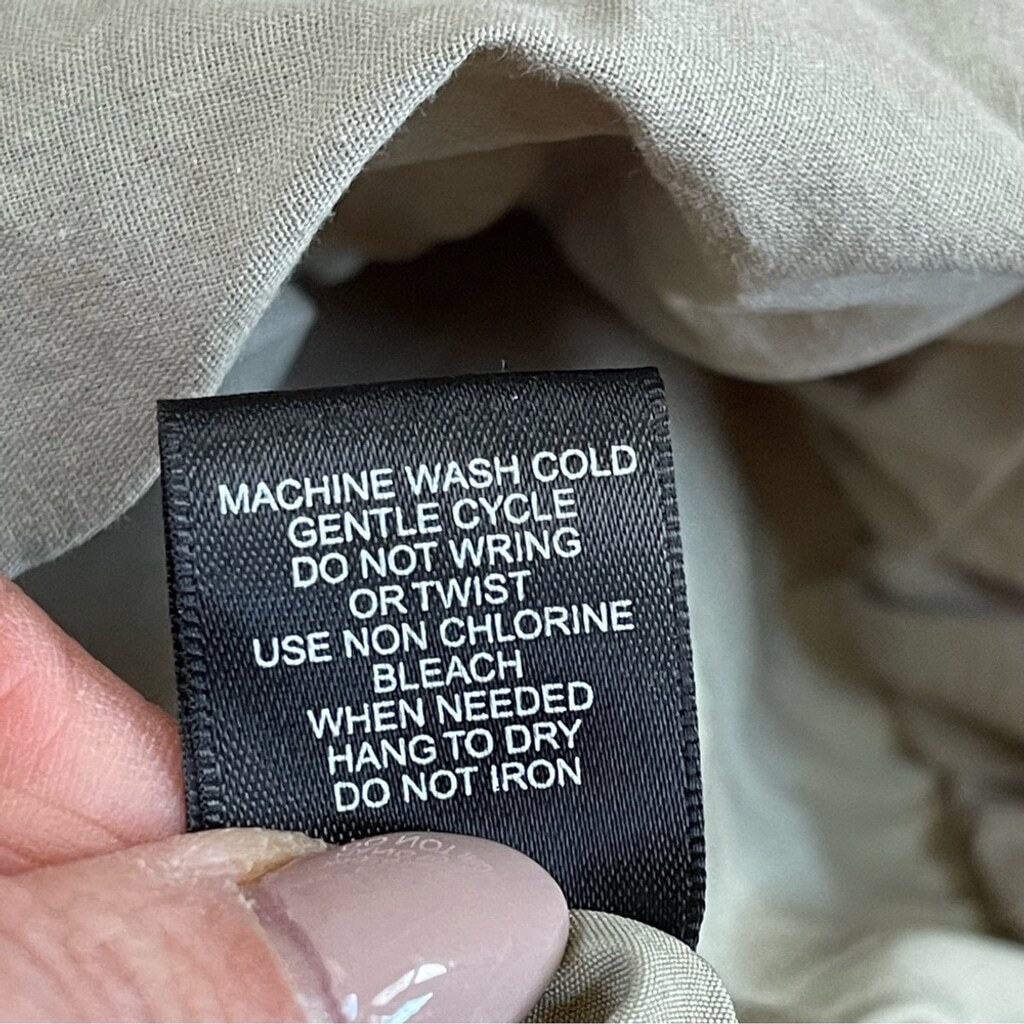 MACHINE WASH COLD
GENTLE CYCLE
DO NOT WRING
OR TWIST
USE NON CHLORINE
BLEACH
WHEN NEEDED
HANG TO DRY
DO NOT IRON